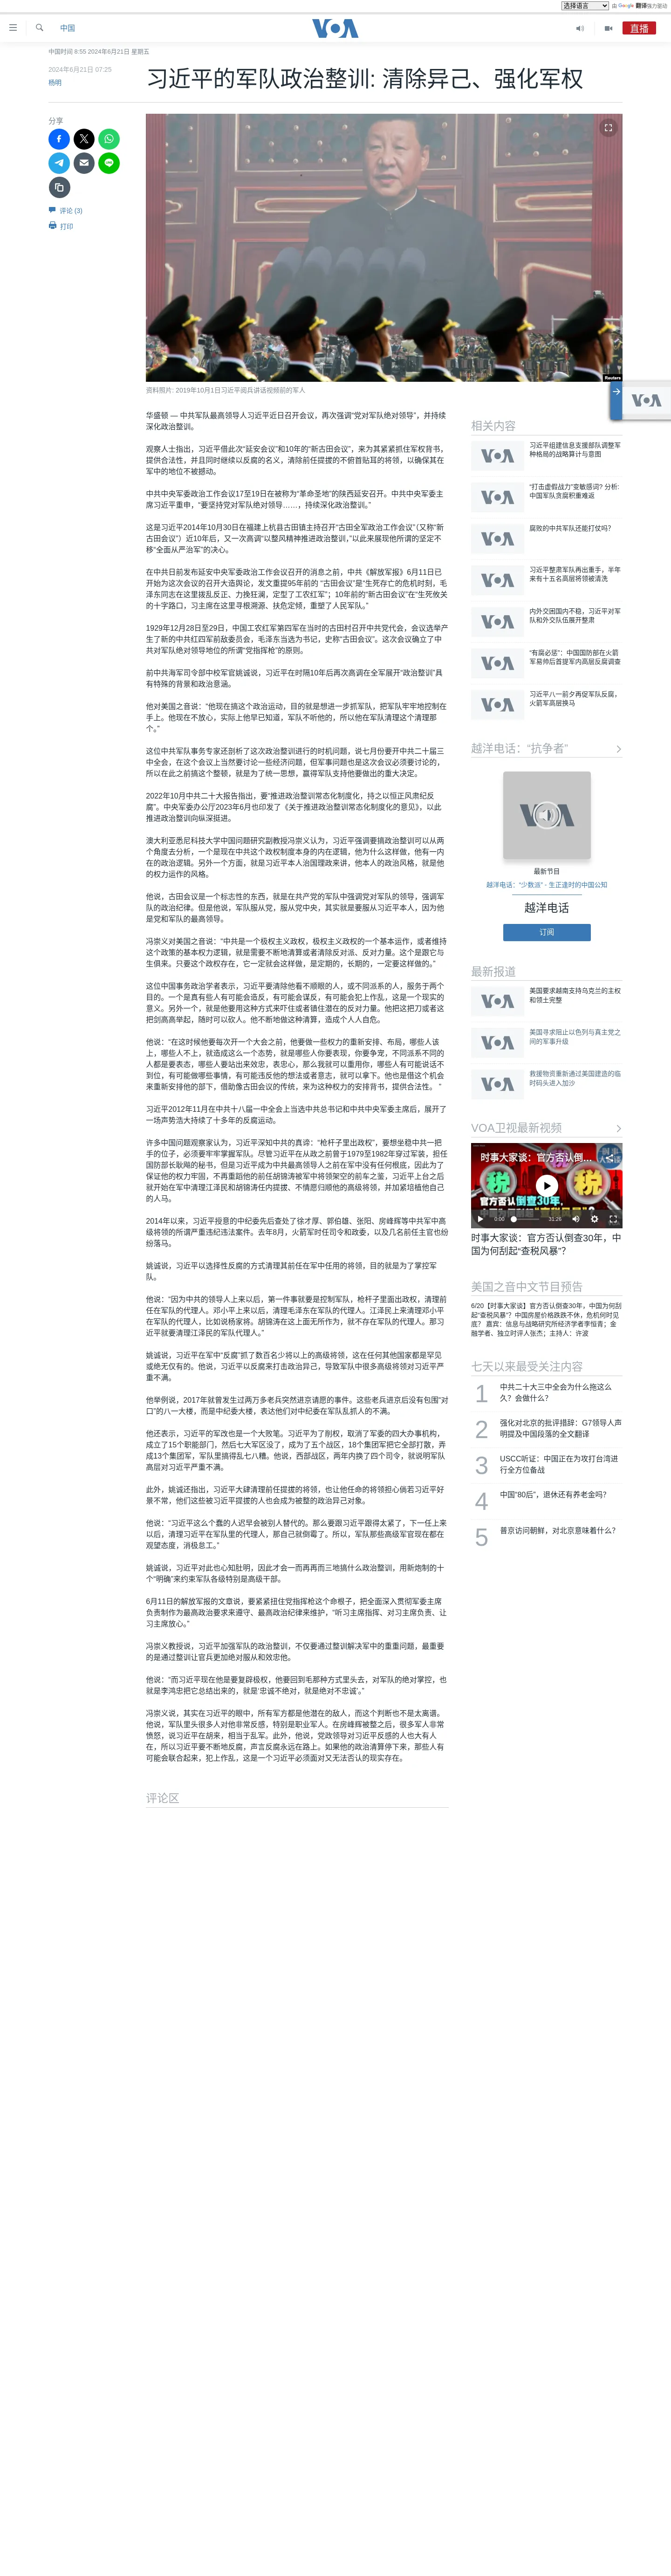 选择语言
由 Google 翻译强力驱动
中国
VOA
直播
中国时间 8:55 2024年6月21日 星期五
2024年6月21日 07:25
杨明
习近平的军队政治整训: 清除异己、强化军权
分享
评论 (3)
打印
Reuters
资料照片: 2019年10月1日习近平阅兵讲话视频前的军人
华盛顿 — 中共军队最高领导人习近平近日召开会议，再次强调“党对军队绝对领导”，并持续
深化政治整训。
观察人士指出，习近平借此次“延安会议”和10年的“新古田会议”，来为其紧紧抓住军权背书，
提供合法性，并且同时继续以反腐的名义，清除前任提拔的不俯首贴耳的将领，以确保其在
军中的地位不被撼动。
中共中央军委政治工作会议17至19日在被称为“革命圣地”的陕西延安召开。中共中央军委主
席习近平重申，“要坚持党对军队绝对领导……，持续深化政治整训。”
这是习近平2014年10月30日在福建上杭县古田镇主持召开“古田全军政治工作会议”（又称“新
古田会议”）近10年后，又一次高调“以整风精神推进政治整训，”以此来展现他所谓的坚定不
移“全面从严治军”的决心。
在中共日前发布延安中央军委政治工作会议召开的消息之前，中共《解放军报》6月11日已
开始为这次会议的召开大造舆论，发文重提95年前的 “古田会议”是“生死存亡的危机时刻，毛
泽东同志在这里拨乱反正、力挽狂澜，定型了工农红军”；10年前的“新古田会议”在“生死攸关
的十字路口，习主席在这里寻根溯源、扶危定倾，重塑了人民军队。”
1929年12月28日至29日，中国工农红军第四军在当时的古田村召开中共党代会，会议选举产
生了新的中共红四军前敌委员会，毛泽东当选为书记，史称“古田会议”。这次会议确立了中
共对军队绝对领导地位的所谓“党指挥枪”的原则。
前中共海军司令部中校军官姚诚说，习近平在时隔10年后再次高调在全军展开“政治整训”具
有特殊的背景和政治意涵。
他对美国之音说：“他现在搞这个政治运动，目的就是想进一步抓军队，把军队牢牢地控制在
手上。他现在不放心，实际上他早已知道，军队不听他的，所以他在军队清理这个清理那
个。”
这位中共军队事务专家还剖析了这次政治整训进行的时机问题，说七月份要开中共二十届三
中全会，在这个会议上当然要讨论一些经济问题，但军事问题也是这次会议必须要讨论的，
所以在此之前搞这个整顿，就是为了统一思想，赢得军队支持他要做出的重大决定。
2022年10月中共二十大报告指出，要“推进政治整训常态化制度化，持之以恒正风肃纪反
腐”。中央军委办公厅2023年6月也印发了《关于推进政治整训常态化制度化的意见》，以此
推进政治整训向纵深挺进。
澳大利亚悉尼科技大学中国问题研究副教授冯崇义认为，习近平强调要搞政治整训可以从两
个角度去分析，一个是现在中共这个政权制度本身的内在逻辑，他为什么这样做，他有一内
在的政治逻辑。另外一个方面，就是习近平本人治国理政来讲，他本人的政治风格，就是他
的权力运作的风格。
他说，古田会议是一个标志性的东西，就是在共产党的军队中强调党对军队的领导，强调军
队的政治化。但是他说，军队服从党，服从党中央，其实就是要服从习近平本人，因为他
是党和军队的最高领导。
冯崇义对美国之音说：“中共是一个极权主义政权，极权主义政权的一个基本运作，或者维持
这个政策的基本权力逻辑，就是需要不断地清算或者清除反对派、反对力量。这个是跟它与
生俱来。只要这个政权存在，它一定就会这样做，是定期的，长期的，一定要这样做的。”
这位中国事务政治学者表示，习近平要清除他看不顺眼的人，或不同派系的人，服务于两个
目的。一个是真有些人有可能会造反，有可能会谋反，有可能会犯上作乱，这是一个现实的
意义。另外一个，就是他要用这种方式来吓住或者镇住潜在的反对力量。他把这把刀或者这
把剑高高举起，随时可以砍人。他不断地做这种清算，造成个人人自危。
他说：“在这时候他要每次开一个大会之前，他要做一些权力的重新安排、布局，哪些人该
上，哪些人不上，就造成这么一个态势，就是哪些人你要表现，你要争宠，不同派系不同的人
都是要表态，哪些人要站出来效忠，表忠心，那么我就可以重用你，哪些人有可能说话不
到位，有可能做哪些事情，有可能违反他的想法或者意志，就可以拿下。他也是借这个机会
来重新安排他的部下，借助像古田会议的传统，来为这种权力的安排背书，提供合法性。 ”
习近平2012年11月在中共十八届一中全会上当选中共总书记和中共中央军委主席后，展开了
一场声势浩大持续了十多年的反腐运动。
许多中国问题观察家认为，习近平深知中共的真谛：“枪杆子里出政权”，要想坐稳中共一把
手的位子，必须要牢牢掌握军队。尽管习近平在从政之前曾于1979至1982年穿过军装，担任
国防部长耿飚的秘书，但是习近平成为中共最高领导人之前在军中没有任何根底，因此为了
保证他的权力牢固，不再重蹈他的前任胡锦涛被军中将领架空的前车之鉴，习近平上台之后
就开始在军中清理江泽民和胡锦涛任内提拔、不情愿归顺他的高级将领，并加紧培植他自己
的人马。
2014年以来，习近平授意的中纪委先后查处了徐才厚、郭伯雄、张阳、房峰辉等中共军中高
级将领的所谓严重违纪违法案件。去年8月，火箭军时任司令和政委，以及几名前任主官也纷
纷落马。
姚诚说，习近平以选择性反腐的方式清理其前任在军中任用的将领，目的就是为了掌控军
队。
他说：“因为中共的领导人上来以后，第一件事就要是控制军队，枪杆子里面出政权，清理前
任在军队的代理人。邓小平上来以后，清理毛泽东在军队的代理人。江泽民上来清理邓小平
在军队的代理人，比如说杨家将。胡锦涛在这上面无所作为，就不存在军队的代理人。那习
近平就要清理江泽民的军队代理人。”
姚诚说，习近平在军中“反腐”抓了数百名少将以上的高级将领，这在任何其他国家都是罕见
或绝无仅有的。他说，习近平以反腐来打击政治异己，导致军队中很多高级将领对习近平严
重不满。
他举例说，2017年就曾发生过两万多老兵突然进京请愿的事件。这些老兵进京后没有包围“对
口”的八一大楼，而是中纪委大楼，表达他们对中纪委在军队乱抓人的不满。
他还表示，习近平的军改也是一个大败笔。习近平为了削权，取消了军委的四大办事机构，
成立了15个职能部门，然后七大军区没了，成为了五个战区，18个集团军把它全部打散，弄
成13个集团军，军队里搞得乱七八糟。他说，西部战区，两年内换了四个司令，就说明军队
高层对习近平严重不满。
此外，姚诚还指出，习近平大肆清理前任提拔的将领，也让他任命的将领担心倘若习近平好
景不常，他们这些被习近平提拔的人也会成为被整的政治异己对象。
他说：“习近平这么个蠢的人迟早会被别人替代的。那么要跟习近平跟得太紧了，下一任上来
以后，清理习近平在军队里的代理人，那自己就倒霉了。所以，军队那些高级军官现在都在
观望态度，消极怠工。”
姚诚说，习近平对此也心知肚明，因此才会一而再再而三地搞什么政治整训，用新炮制的十
个“明确”来约束军队各级特别是高级干部。
6月11日的解放军报的文章说，要紧紧扭住党指挥枪这个命根子，把全面深入贯彻军委主席
负责制作为最高政治要求来遵守、最高政治纪律来维护，“听习主席指挥、对习主席负责、让
习主席放心。”
冯崇义教授说，习近平加强军队的政治整训，不仅要通过整训解决军中的重重问题，最重要
的是通过整训让官兵更加绝对服从和效忠他。
他说：“而习近平现在他是要复辟极权，他要回到毛那种方式里头去，对军队的绝对掌控，也
就是李鸿忠把它总结出来的，就是‘忠诚不绝对，就是绝对不忠诚’。”
冯崇义说，其实在习近平的眼中，所有军方都是他潜在的敌人，而这个判断也不是太离谱。
他说，军队里头很多人对他非常反感，特别是职业军人。在房峰辉被整之后，很多军人非常
愤怒，说习近平在胡来，相当于乱军。此外，他说，党政领导对习近平反感的人也大有人
在，所以习近平要不断地反腐，声言反腐永远在路上。如果他的政治清算停下来，那些人有
可能会联合起来，犯上作乱，这是一个习近平必须面对又无法否认的现实存在。
评论区
相关内容
习近平组建信息支援部队调整军
种格局的战略算计与意图
“打击虚假战力”变敏感词? 分析:
中国军队贪腐积重难返
腐败的中共军队还能打仗吗?
习近平整肃军队再出重手，半年
来有十五名高层将领被清洗
内外交困国内不稳，习近平对军
队和外交队伍展开整肃
“有腐必惩”：中国国防部在火箭
军易帅后首提军内高层反腐调查
习近平八一前夕再促军队反腐，
火箭军高层换马
越洋电话：“抗争者”
最新节目
越洋电话：“少数派” - 生正逢时的中国公知
越洋电话
订阅
最新报道
美国要求越南支持乌克兰的主权
和领土完整
美国寻求阻止以色列与真主党之
间的军事升级
救援物资重新通过美国建造的临
时码头进入加沙
VOA卫视最新视频
时事大家谈：官方否认倒…
税
税
官方否认倒查30年,
0:00
31:26
时事大家谈：官方否认倒查30年，中
国为何刮起“查税风暴”？
美国之音中文节目预告
6/20【时事大家谈】官方否认倒查30年，中国为何刮
起“查税风暴”？中国房屋价格跌跌不休，危机何时见
底？ 嘉宾：信息与战略研究所经济学者李恒青；金
融学者、独立时评人张杰；主持人：许波
七天以来最受关注内容
1
中共二十大三中全会为什么拖这么
久？会做什么？
2
强化对北京的批评措辞：G7领导人声
明提及中国段落的全文翻译
3
USCC听证：中国正在为攻打台湾进
行全方位备战
4
中国“80后”，退休还有养老金吗？
5
普京访问朝鲜，对北京意味着什么？